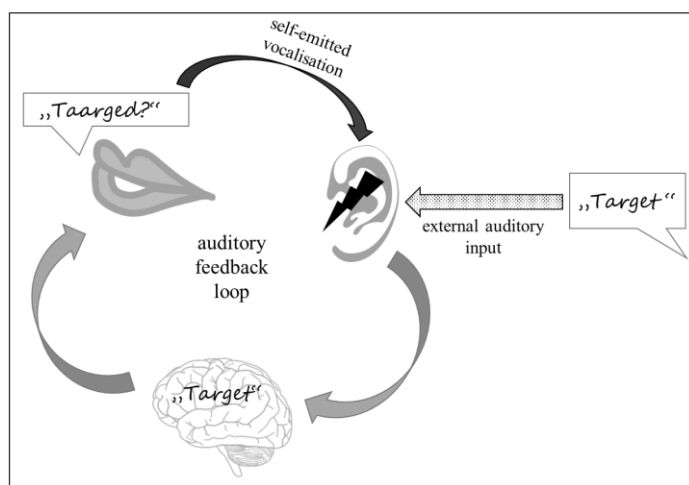 self-emitted
vocalisation
„Taarged?“
„Target“
external auditory
input
auditory
feedback
loop
„Target“